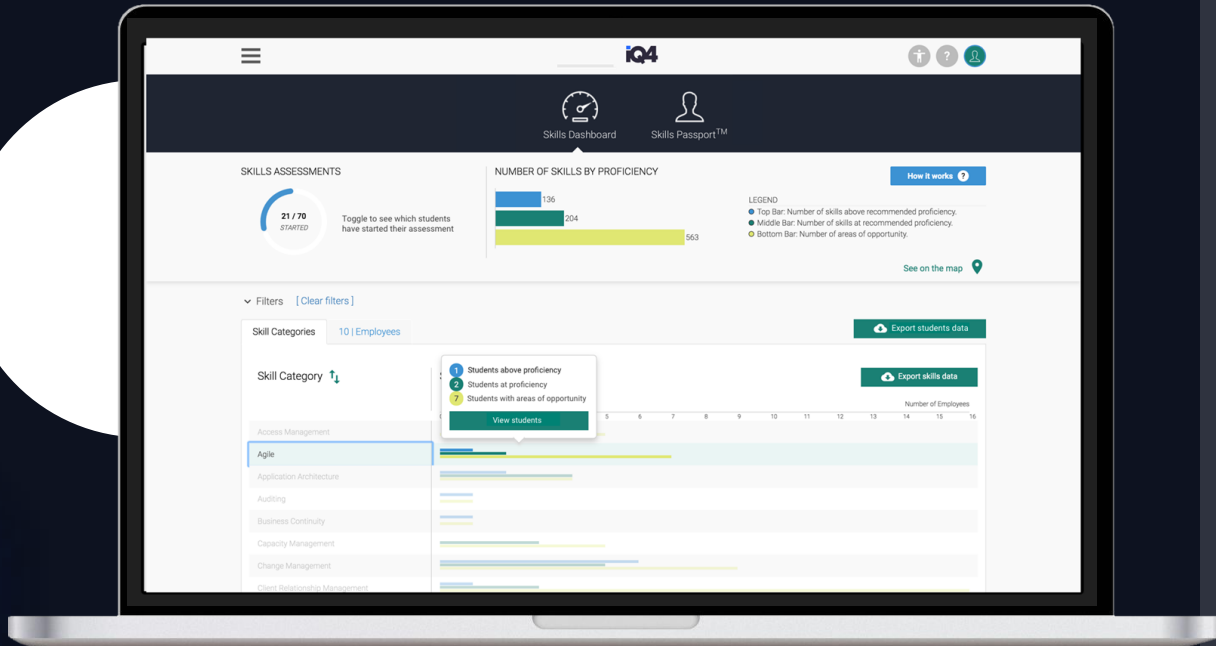 iQ4
?
Skills Dashboard
Skills Passport™
SKILLS ASSESSMENTS
21 / 70
STARTED
Toggle to see which students
have started their assessment
NUMBER OF SKILLS BY PROFICIENCY
136
204
563
How it works ?
LEGEND
Top Bar: Number of skills above recommended proficiency.
Middle Bar: Number of skills at recommended proficiency.
Bottom Bar: Number of areas of opportunity.
See on the map
Filters [ Clear filters ]
Skill Categories
10 | Employees
Export students data
Skill Category
1 Students above proficiency
2 Students at proficiency
7 Students with areas of opportunity
View students
Export skills data
Number of Employees
5 6 7 8 9 10 11 12 13 14 15 16
Access Management
Agile
Application Architecture
Auditing
Business Continuity
Capacity Management
Change Management
Client Relationship Management